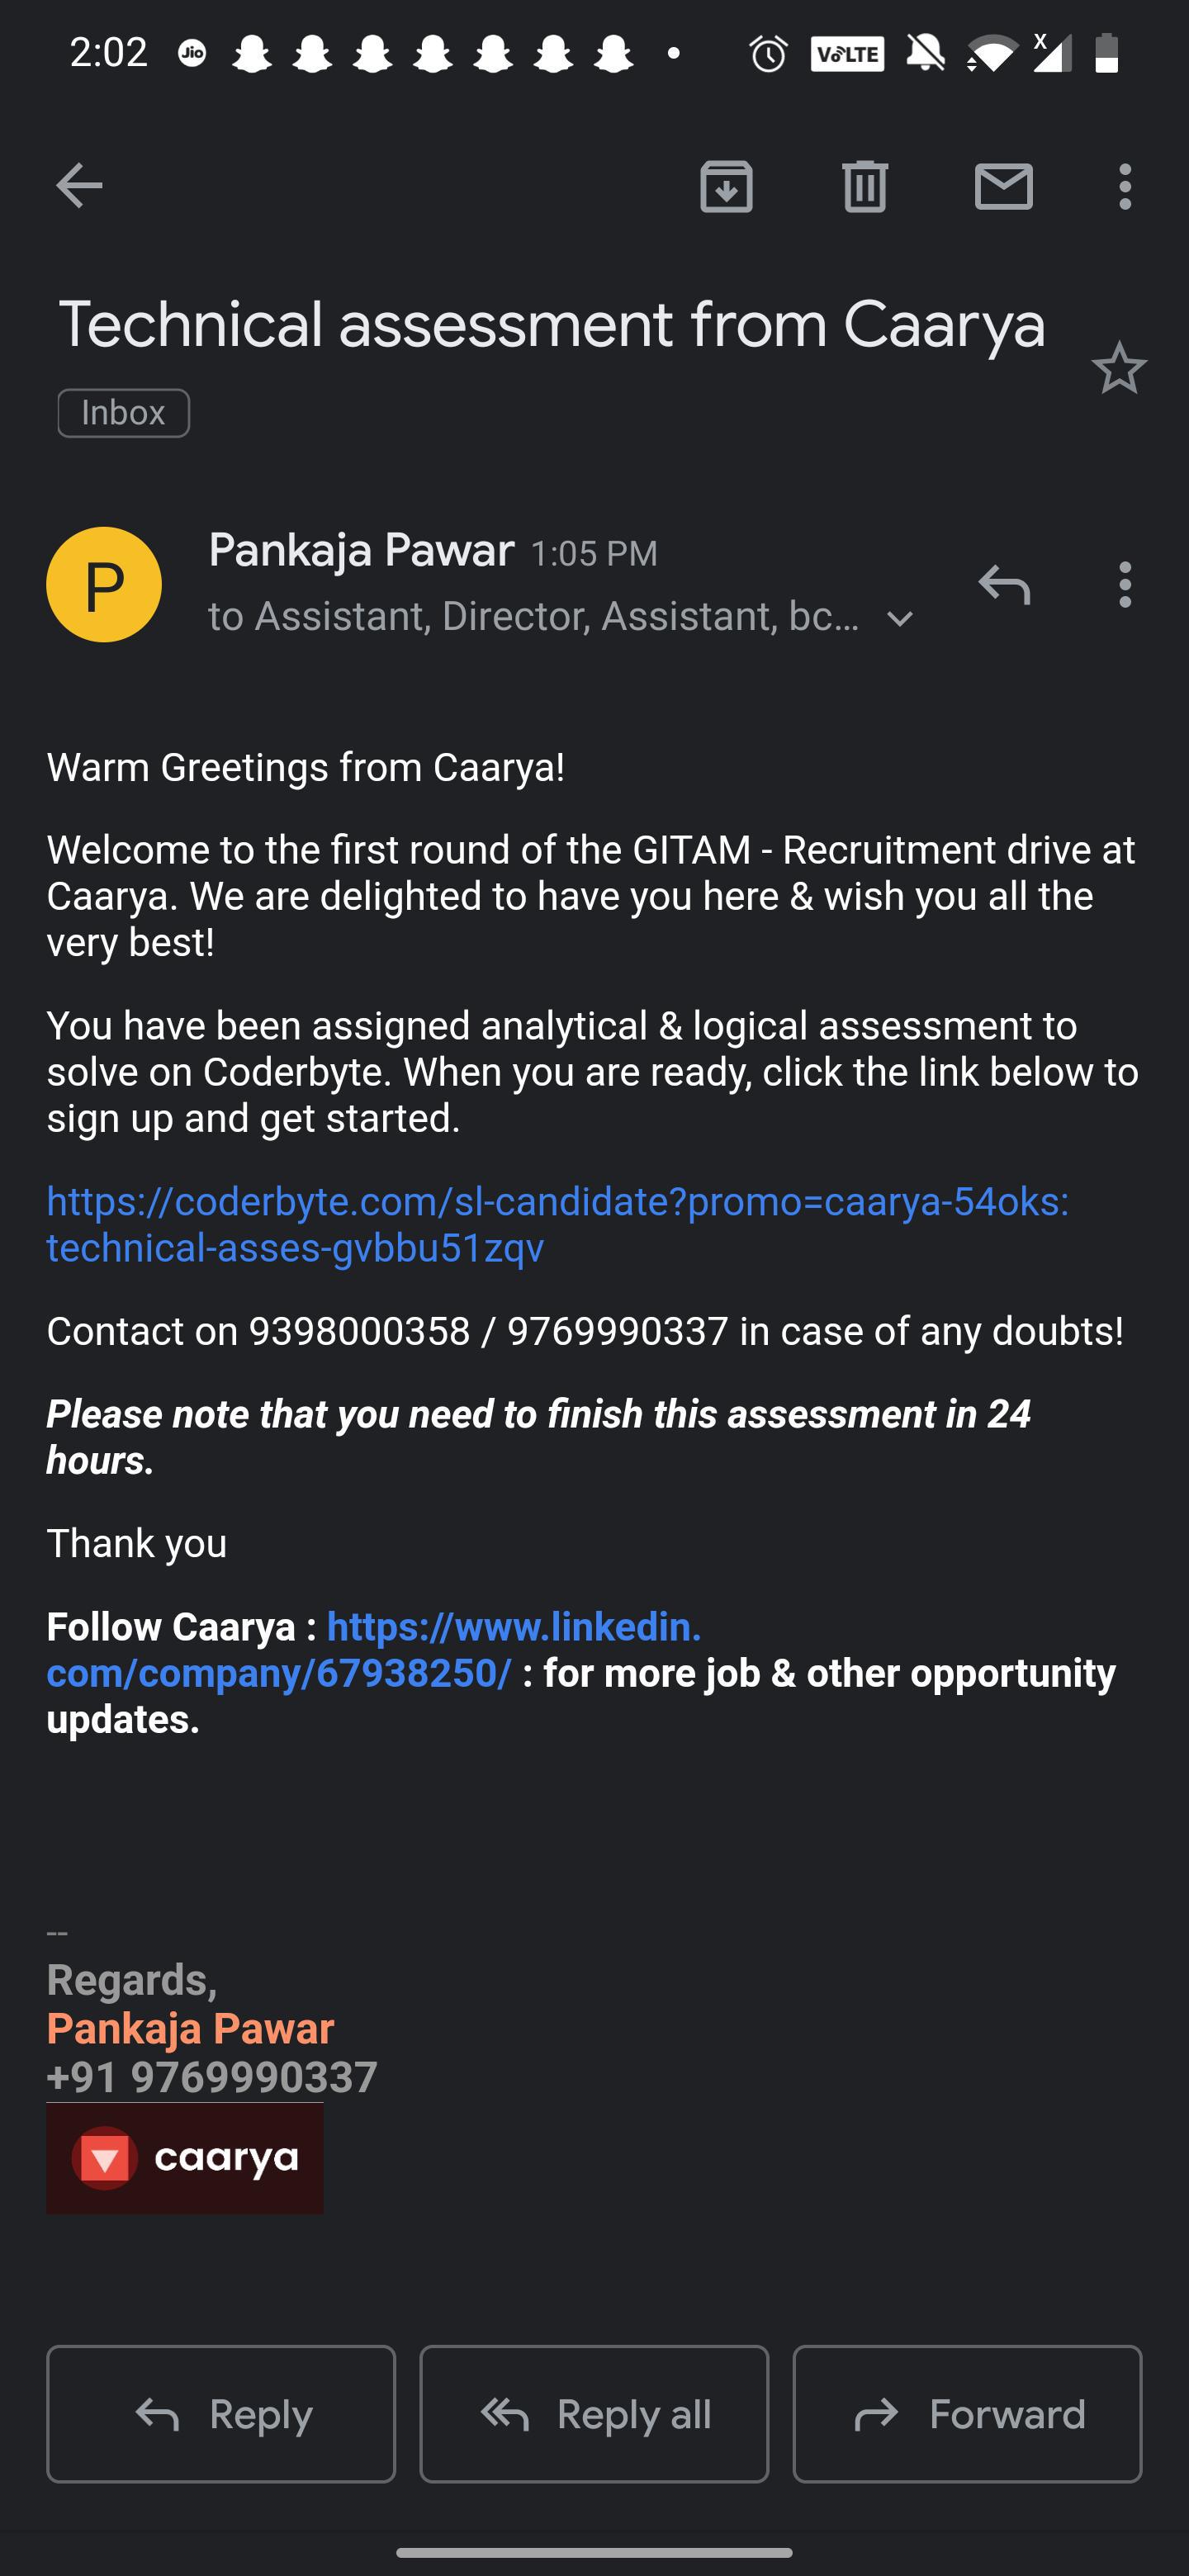 2:02 Jio VoLTE X
Technical assessment from Caarya
Inbox
P
Pankaja Pawar 1:05 PM
to Assistant, Director, Assistant, bc...
Warm Greetings from Caarya!
Welcome to the first round of the GITAM - Recruitment drive at
Caarya. We are delighted to have you here & wish you all the
very best!
You have been assigned analytical & logical assessment to
solve on Coderbyte. When you are ready, click the link below to
sign up and get started.
https://coderbyte.com/sl-candidate?promo=caarya-54oks:
technical-asses-gvbbu51zqv
Contact on 9398000358 / 9769990337 in case of any doubts!
Please note that you need to finish this assessment in 24
hours.
Thank you
Follow Caarya : https://www.linkedin.
com/company/67938250/ : for more job & other opportunity
updates.
--
Regards,
Pankaja Pawar
+91 9769990337
caarya
Reply Reply all Forward